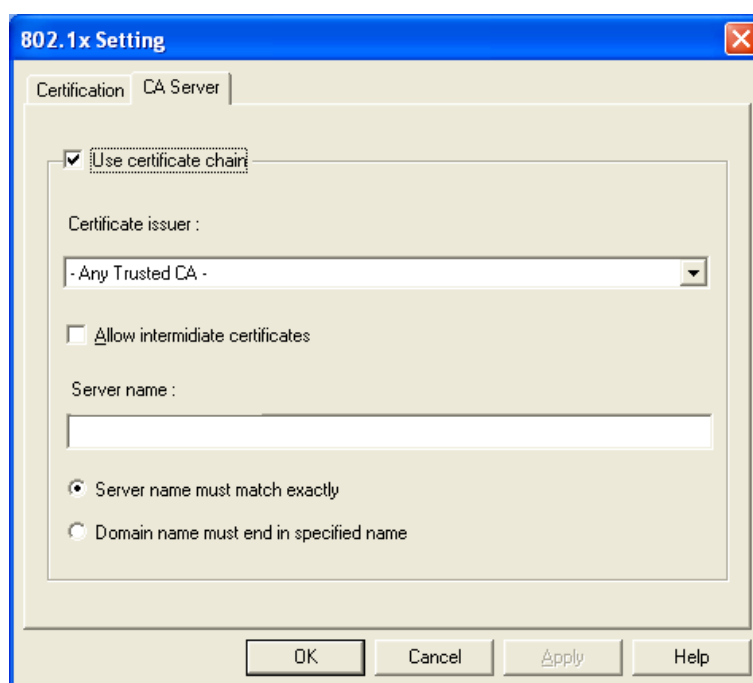 802.1x Setting
Certification CA Server
Use certificate chain
Certificate issuer :
- Any Trusted CA -
Allow intermidiate certificates
Server name :
Server name must match exactly
Domain name must end in specified name
OK Cancel Apply Help